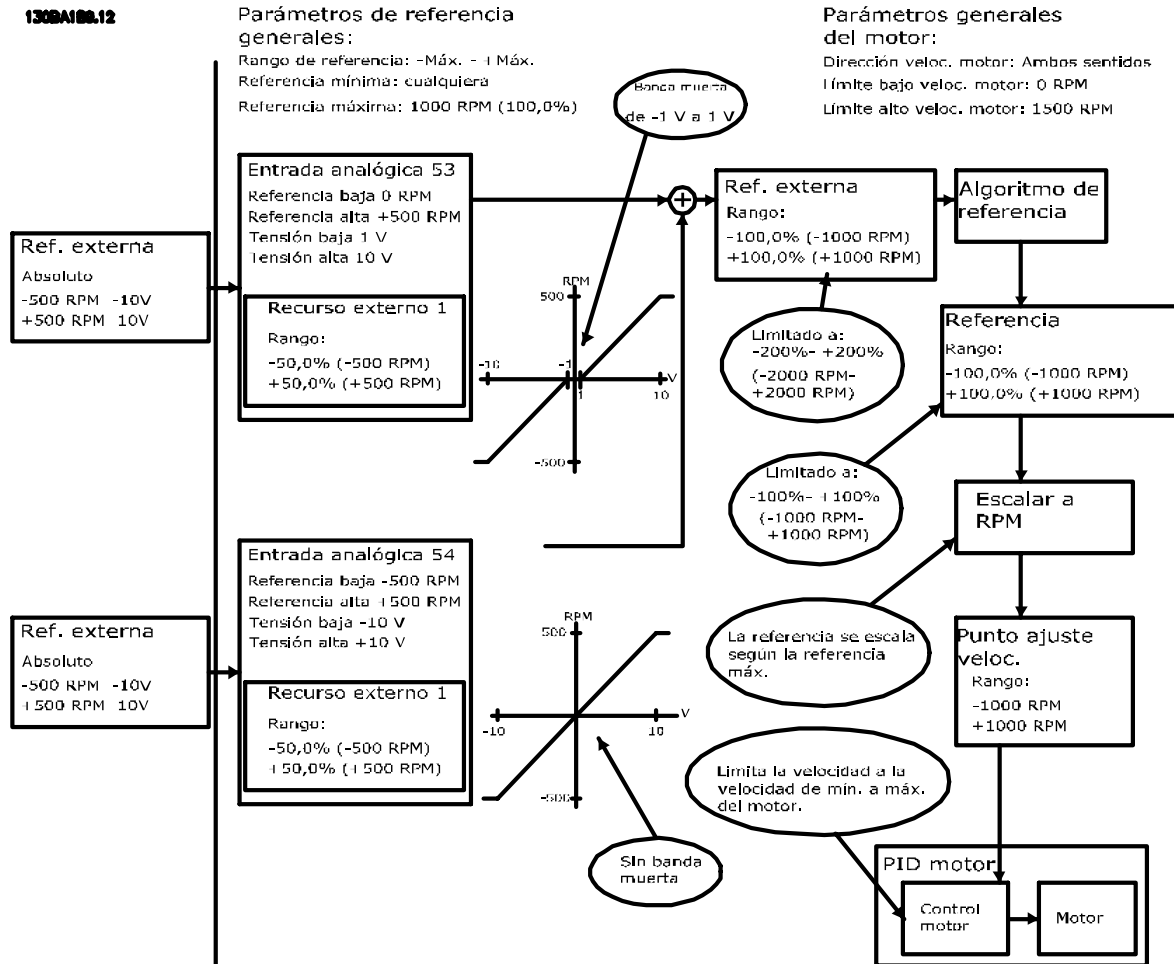 130BA188.12
Parámetros de referencia
generales:
Rango de referencia: -Máx. - +Máx.
Referencia mínima: cualquiera
Referencia máxima: 1000 RPM (100,0%)
Parámetros generales
del motor:
Dirección veloc. motor: Ambos sentidos
Límite bajo veloc. motor: 0 RPM
Límite alto veloc. motor: 1500 RPM
Banda muerta
de -1 V a 1 V
Ref. externa
Absoluto
-500 RPM -10V
+500 RPM 10V
Entrada analógica 53
Referencia baja 0 RPM
Referencia alta +500 RPM
Tensión baja 1 V
Tensión alta 10 V
Recurso externo 1
Rango:
-50,0% (-500 RPM)
+50,0% (+500 RPM)
RPM
500
-10
-1
V
1
10
-500
+
Ref. externa
Rango:
-100,0% (-1000 RPM)
+100,0% (+1000 RPM)
Algoritmo de
referencia
Limitado a:
-200%- +200%
(-2000 RPM-
+2000 RPM)
Referencia
Rango:
-100,0% (-1000 RPM)
+100,0% (+1000 RPM)
Limitado a:
-100%- +100%
(-1000 RPM-
+1000 RPM)
Escalar a
RPM
Ref. externa
Absoluto
-500 RPM -10V
+500 RPM 10V
Entrada analógica 54
Referencia baja -500 RPM
Referencia alta +500 RPM
Tensión baja -10 V
Tensión alta +10 V
Recurso externo 1
Rango:
-50,0% (-500 RPM)
+50,0% (+500 RPM)
RPM
500
-10
V
10
-500
Sin banda
muerta
La referencia se escala
según la referencia
máx.
Punto ajuste
veloc.
Rango:
-1000 RPM
+1000 RPM
Limita la velocidad a la
velocidad de mín. a máx.
del motor.
PID motor
Control
motor
Motor